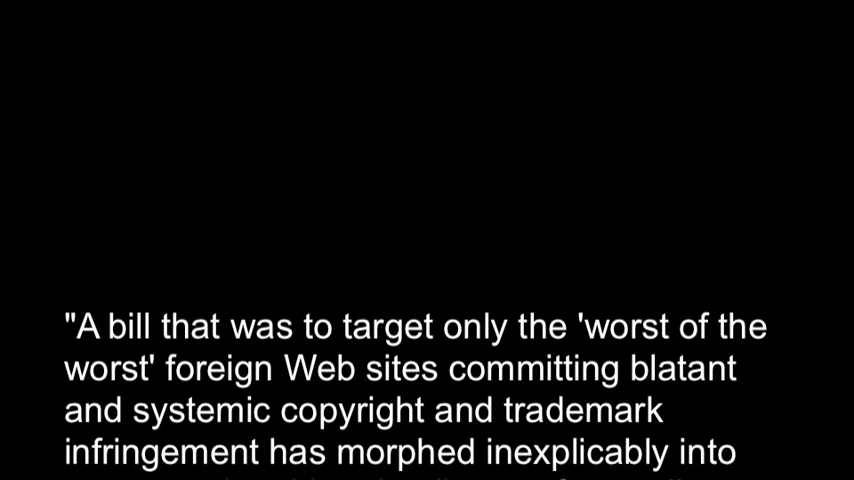 "A bill that was to target only the 'worst of the
worst' foreign Web sites committing blatant
and systemic copyright and trademark
infringement has morphed inexplicably into